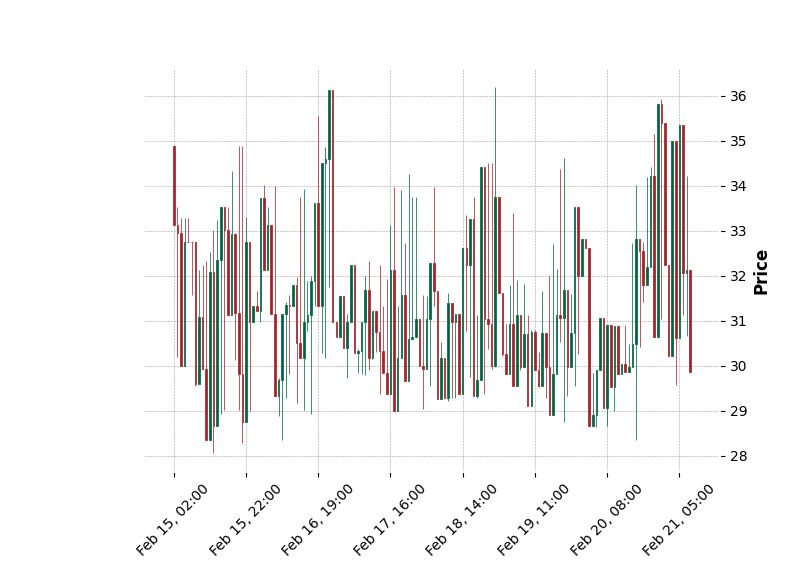 36
35
34
33
32
31
30
29
28
Price
Feb 15, 02:00
Feb 15, 22:00
Feb 16, 19:00
Feb 17, 16:00
Feb 18, 14:00
Feb 19, 11:00
Feb 20, 08:00
Feb 21, 05:00